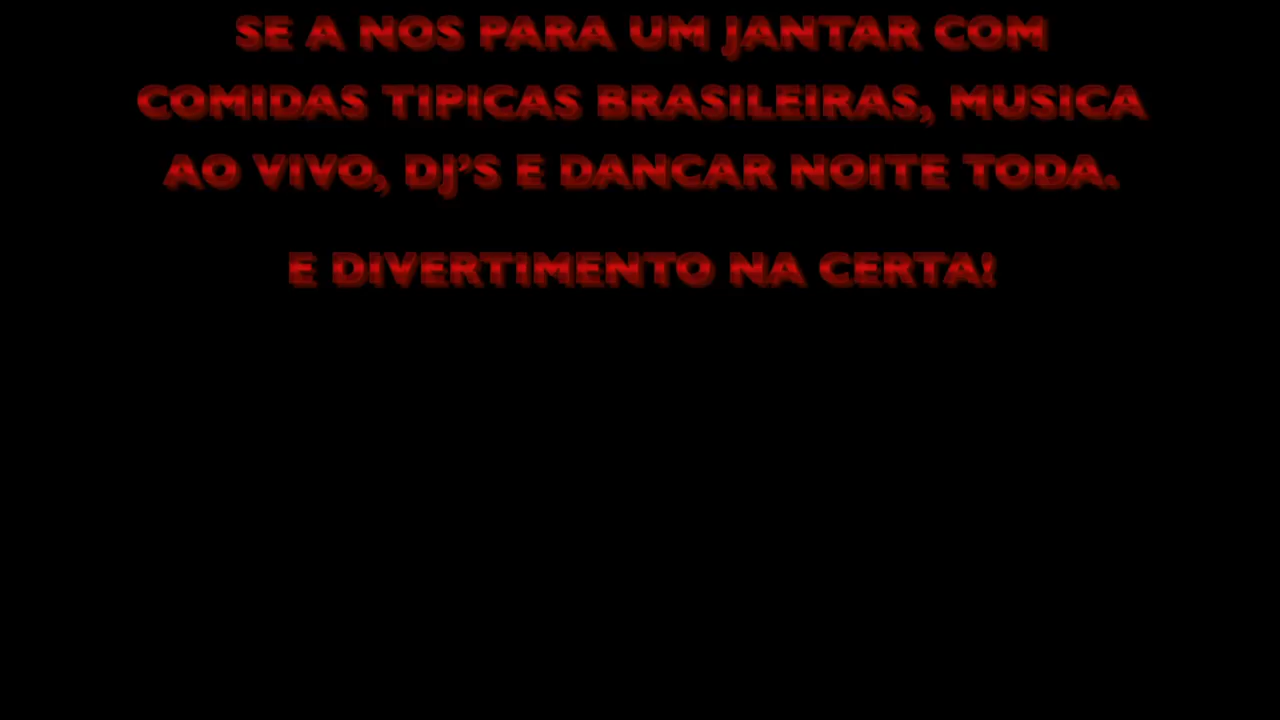 SE A NOS PARA UM JANTAR COM
COMIDAS TIPICAS BRASILEIRAS, MUSICA
AO VIVO, DJ’S E DANCAR NOITE TODA.
E DIVERTIMENTO NA CERTA!